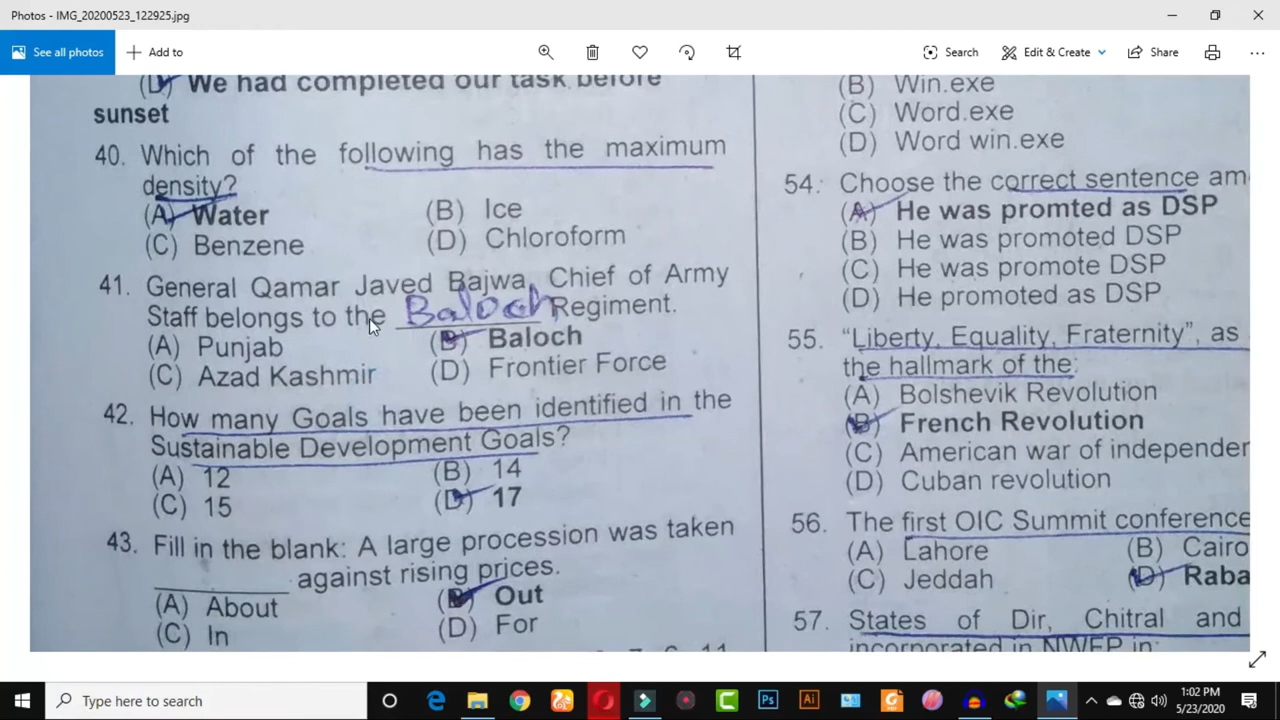 Photos - IMG_20200523_122925.jpg
See all photos
Add to
Search
Edit & Create
Share
We had completed our task before
sunset
40. Which of the following has the maximum
density?
(A) Water (B) Ice
(C) Benzene (D) Chloroform
41. General Qamar Javed Bajwa, Chief of Army
Staff belongs to the Baloch Regiment.
(A) Punjab (B) Baloch
(C) Azad Kashmir (D) Frontier Force
42. How many Goals have been identified in the
Sustainable Development Goals?
(A) 12 (B) 14
(C) 15 (D) 17
43. Fill in the blank: A large procession was taken
________ against rising prices.
(A) About (B) Out
(C) In (D) For
(B) Win.exe
(C) Word.exe
(D) Word win.exe
54. Choose the correct sentence am
(A) He was promted as DSP
(B) He was promoted DSP
(C) He was promote DSP
(D) He promoted as DSP
55. "Liberty, Equality, Fraternity", as
the hallmark of the:
(A) Bolshevik Revolution
(B) French Revolution
(C) American war of independen
(D) Cuban revolution
56. The first OIC Summit conference
(A) Lahore (B) Cairo
(C) Jeddah (D) Raba
57. States of Dir, Chitral and
incorporated in NWFP in:
Type here to search
1:02 PM
5/23/2020